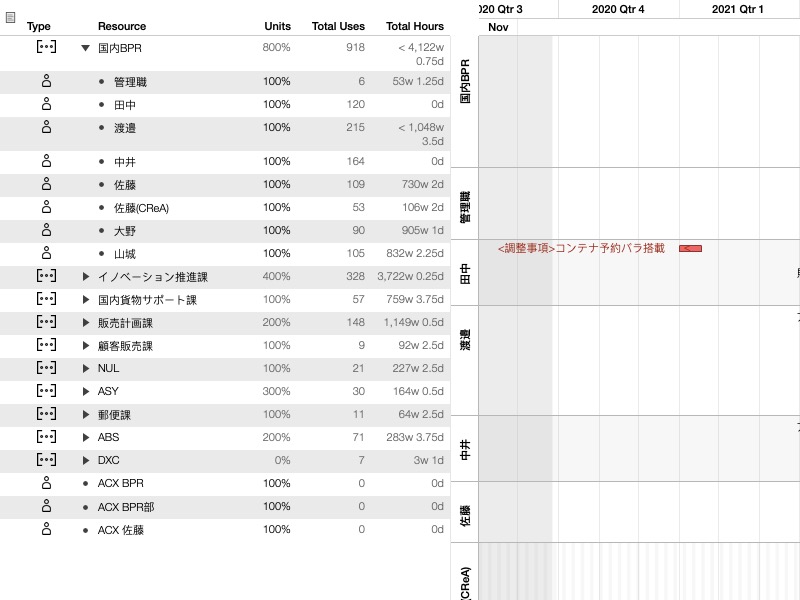 Type Resource Units Total Uses Total Hours
国内BPR 800% 918 < 4,122w
0.75d
管理職 100% 6 53w 1.25d
田中 100% 120 0d
渡邉 100% 215 < 1,048w
3.5d
中井 100% 164 0d
佐藤 100% 109 730w 2d
佐藤(CReA) 100% 53 106w 2d
大野 100% 90 905w 1d
山城 100% 105 832w 2.25d
イノベーション推進課 400% 328 3,722w 0.25d
国内貨物サポート課 100% 57 759w 3.75d
販売計画課 200% 148 1,149w 0.5d
顧客販売課 100% 9 92w 2.5d
NUL 100% 21 227w 2.5d
ASY 300% 30 164w 0.5d
郵便課 100% 11 64w 2.5d
ABS 200% 71 283w 3.75d
DXC 0% 7 3w 1d
ACX BPR 100% 0 0d
ACX BPR部 100% 0 0d
ACX 佐藤 100% 0 0d
020 Qtr 3 2020 Qtr 4 2021 Qtr 1
Nov
国内BPR
管理職
<調整事項>コンテナ予約バラ搭載 <
田中
渡邉
中井
佐藤
(CReA)